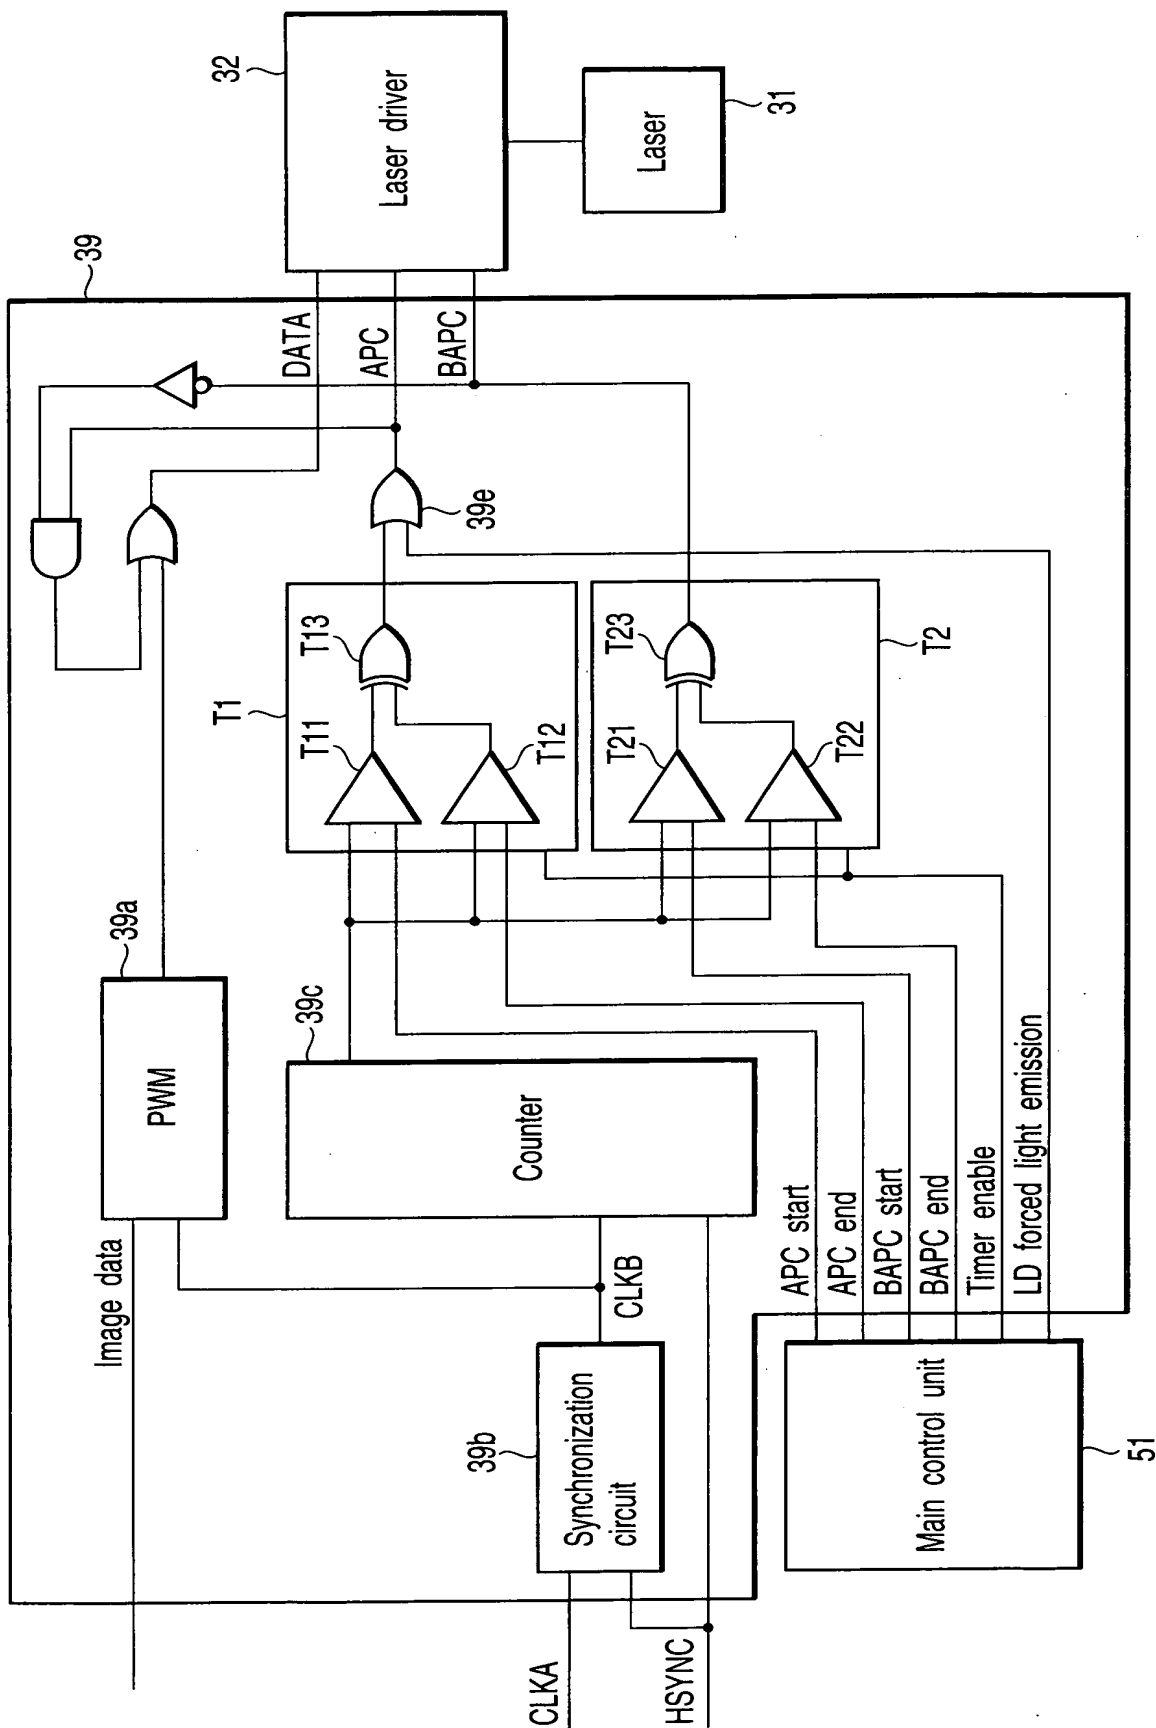 39
32
Laser driver
Laser
31
DATA
APC
BAPC
39e
T1
T11
T13
T12
T21
T23
T22
T2
39a
PWM
Image data
39c
Counter
CLKB
39b
Synchronization
circuit
CLKA
HSYNC
APC start
APC end
BAPC start
BAPC end
Timer enable
LD forced light emission
Main control unit
51